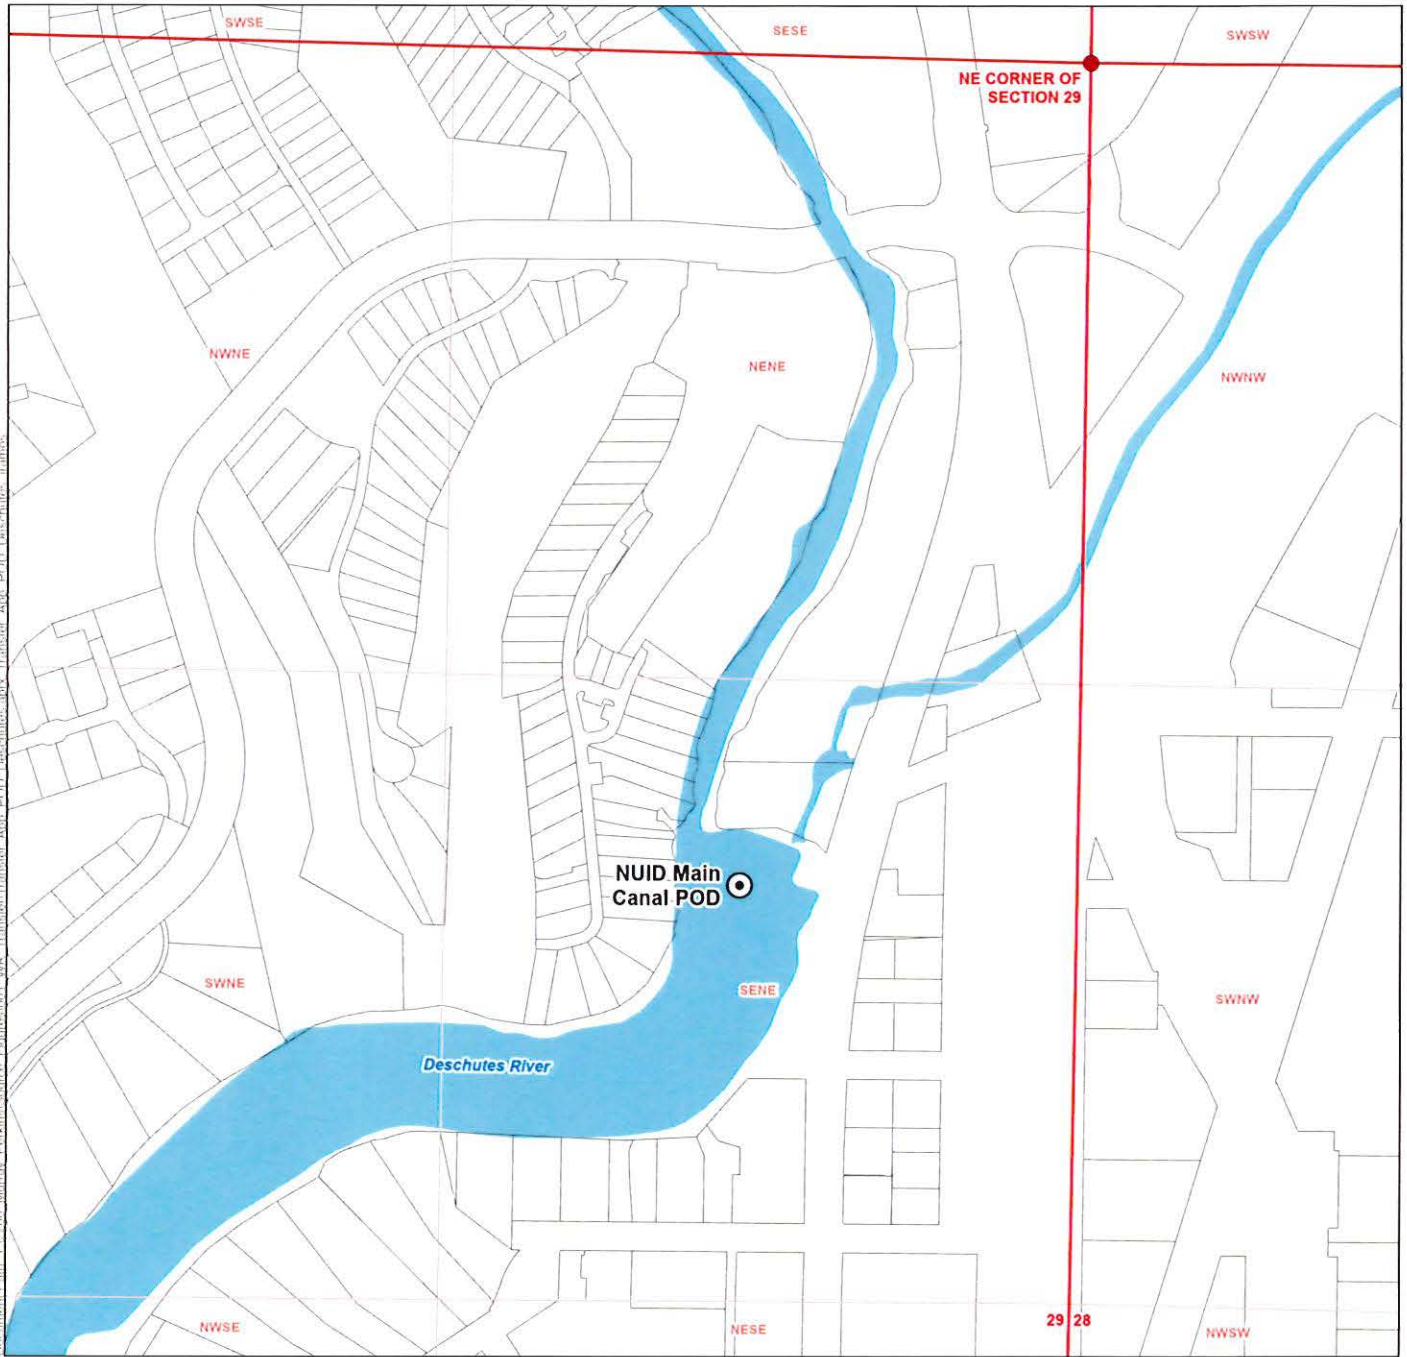 SWSE
SESE
SWSW
NE CORNER OF
SECTION 29
NWNE
NENE
NWNW
NUID Main
Canal POD
SWNE
SENE
SWNW
Deschutes River
29 28
NWSE
NESE
NWSW